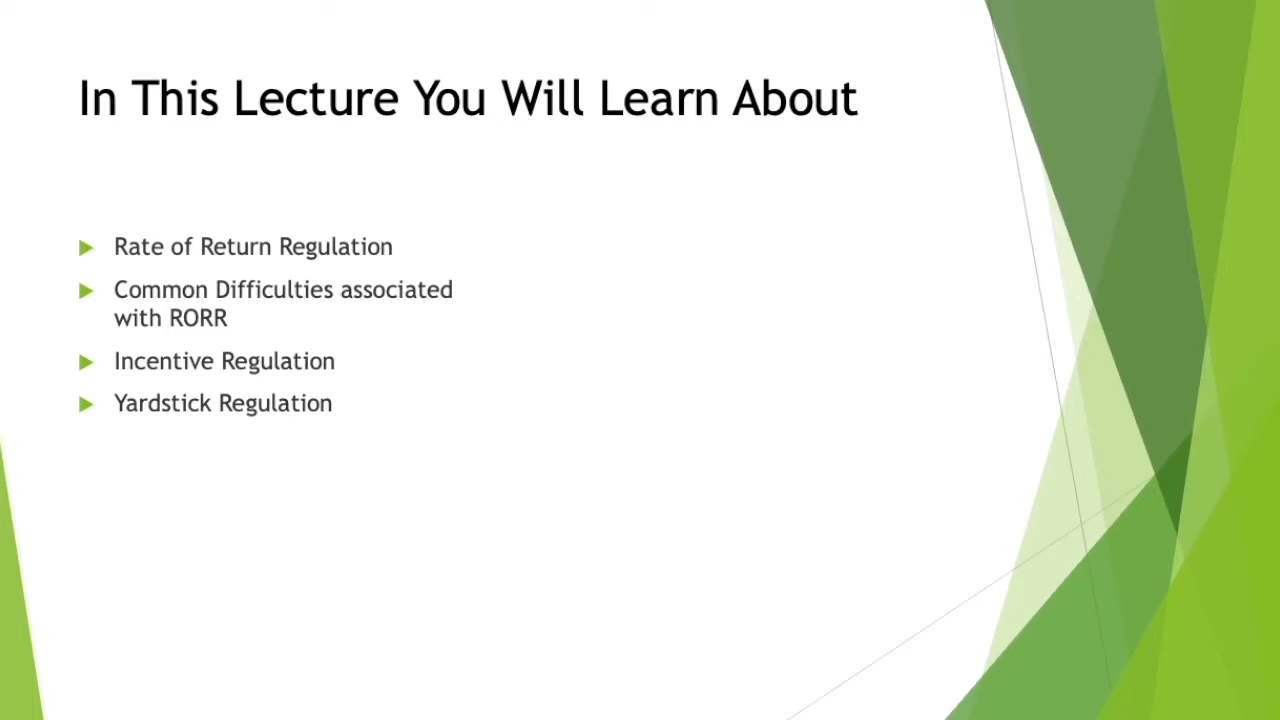 In This Lecture You Will Learn About
Rate of Return Regulation
Common Difficulties associated
with RORR
Incentive Regulation
Yardstick Regulation